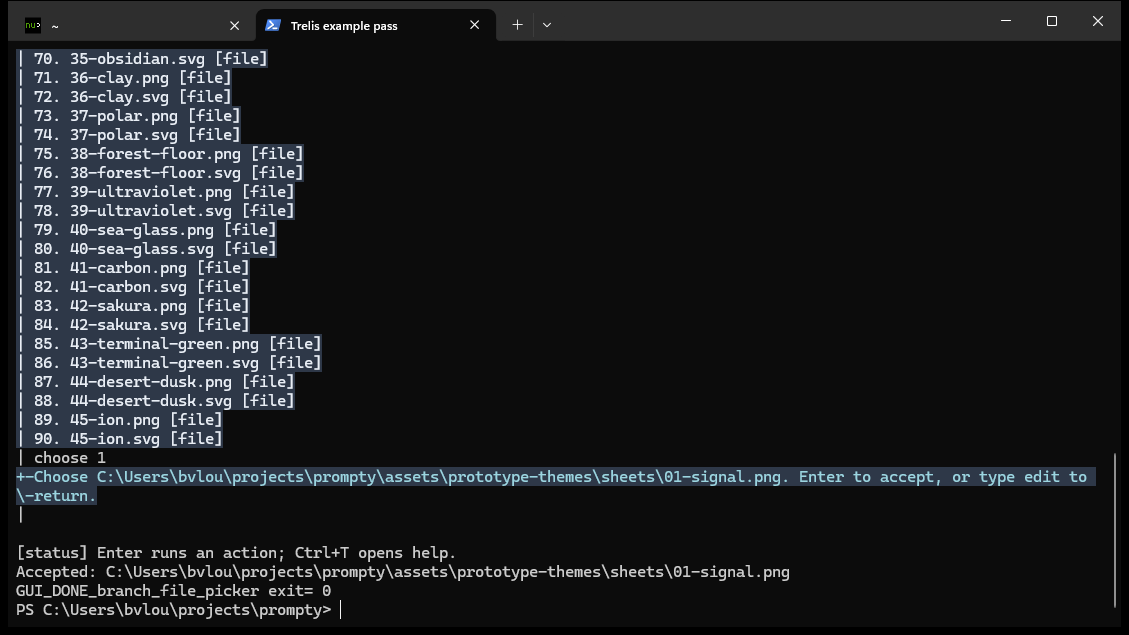 nu> ~
Trelis example pass
| 70. 35-obsidian.svg [file]
| 71. 36-clay.png [file]
| 72. 36-clay.svg [file]
| 73. 37-polar.png [file]
| 74. 37-polar.svg [file]
| 75. 38-forest-floor.png [file]
| 76. 38-forest-floor.svg [file]
| 77. 39-ultraviolet.png [file]
| 78. 39-ultraviolet.svg [file]
| 79. 40-sea-glass.png [file]
| 80. 40-sea-glass.svg [file]
| 81. 41-carbon.png [file]
| 82. 41-carbon.svg [file]
| 83. 42-sakura.png [file]
| 84. 42-sakura.svg [file]
| 85. 43-terminal-green.png [file]
| 86. 43-terminal-green.svg [file]
| 87. 44-desert-dusk.png [file]
| 88. 44-desert-dusk.svg [file]
| 89. 45-ion.png [file]
| 90. 45-ion.svg [file]
| choose 1
+-Choose C:\Users\bvlou\projects\prompty\assets\prototype-themes\sheets\01-signal.png. Enter to accept, or type edit to
\-return.
|
[status] Enter runs an action; Ctrl+T opens help.
Accepted: C:\Users\bvlou\projects\prompty\assets\prototype-themes\sheets\01-signal.png
GUI_DONE_branch_file_picker exit= 0
PS C:\Users\bvlou\projects\prompty>